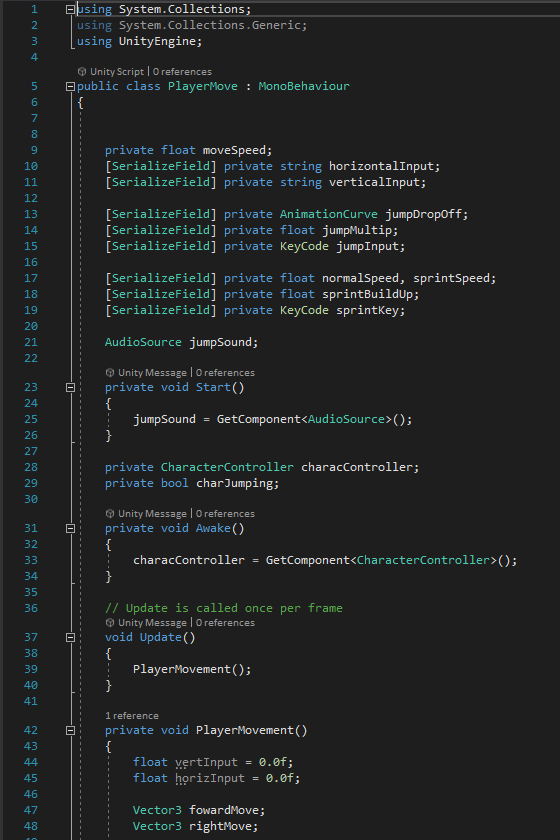 1 using System.Collections;
2 using System.Collections.Generic;
3 using UnityEngine;
4
Unity Script | 0 references
5 public class PlayerMove : MonoBehaviour
6 {
7
8
9 private float moveSpeed;
10 [SerializeField] private string horizontalInput;
11 [SerializeField] private string verticalInput;
12
13 [SerializeField] private AnimationCurve jumpDropOff;
14 [SerializeField] private float jumpMultip;
15 [SerializeField] private KeyCode jumpInput;
16
17 [SerializeField] private float normalSpeed, sprintSpeed;
18 [SerializeField] private float sprintBuildUp;
19 [SerializeField] private KeyCode sprintKey;
20
21 AudioSource jumpSound;
22
Unity Message | 0 references
23 private void Start()
24 {
25 jumpSound = GetComponent<AudioSource>();
26 }
27
28 private CharacterController characController;
29 private bool charJumping;
30
Unity Message | 0 references
31 private void Awake()
32 {
33 characController = GetComponent<CharacterController>();
34 }
35
36 // Update is called once per frame
Unity Message | 0 references
37 void Update()
38 {
39 PlayerMovement();
40 }
41
1 reference
42 private void PlayerMovement()
43 {
44 float vertInput = 0.0f;
45 float horizInput = 0.0f;
46
47 Vector3 fowardMove;
48 Vector3 rightMove;